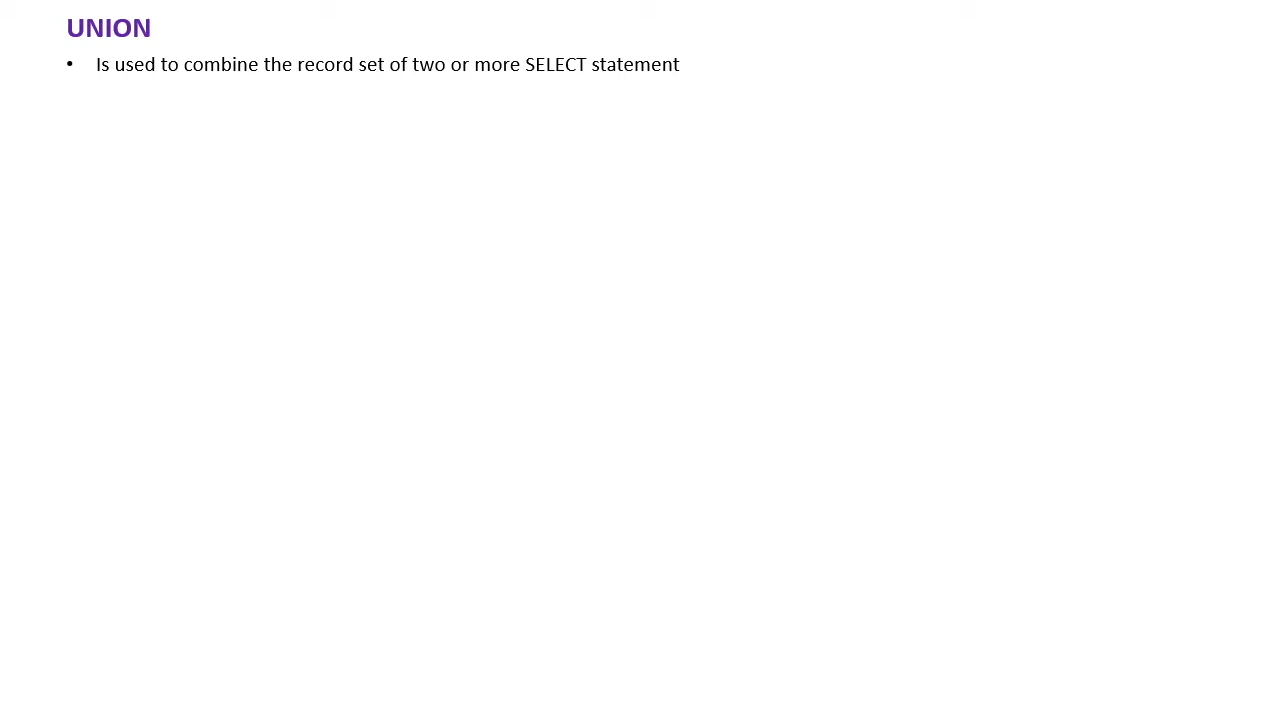 UNION
• Is used to combine the record set of two or more SELECT statement